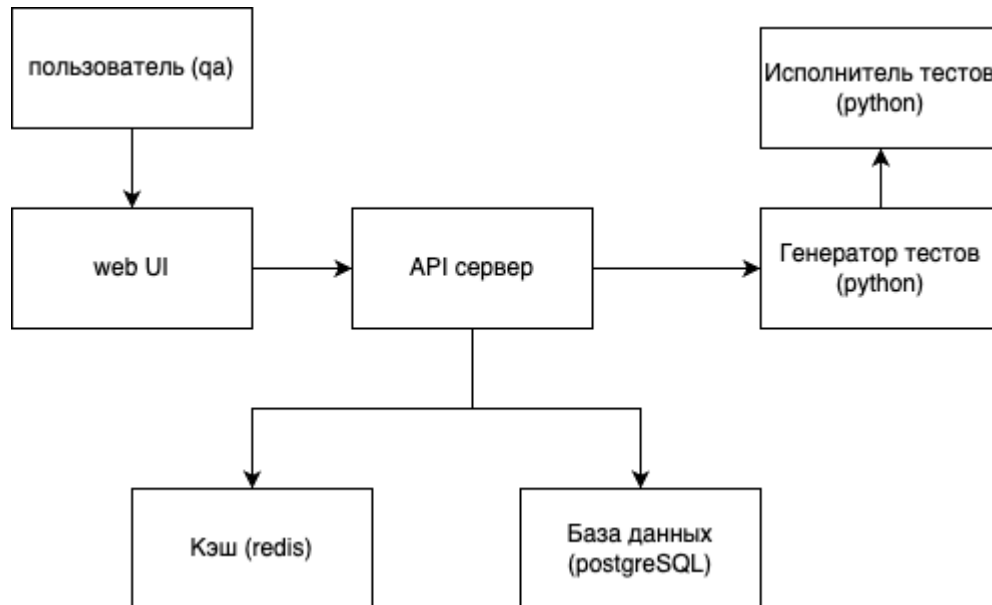 пользователь (qa)
Исполнитель тестов
(python)
web UI
API сервер
Генератор тестов
(python)
Кэш (redis)
База данных
(postgreSQL)